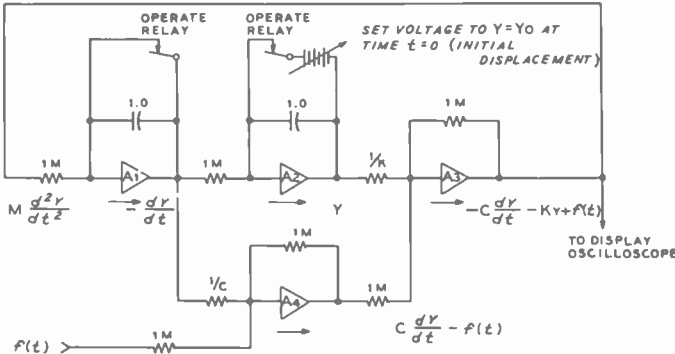 OPERATE
RELAY
OPERATE
RELAY
SET VOLTAGE TO Y=Y0 AT
TIME t=0 (INITIAL
DISPLACEMENT)
1.0
1.0
1M
1M
A1
1M
A2
1/K
A3
M d²Y/dt²
- dY/dt
Y
-C dY/dt - KY + f(t)
TO DISPLAY
OSCILLOSCOPE
1M
1/C
A4
1M
C dY/dt - f(t)
f(t)
1M